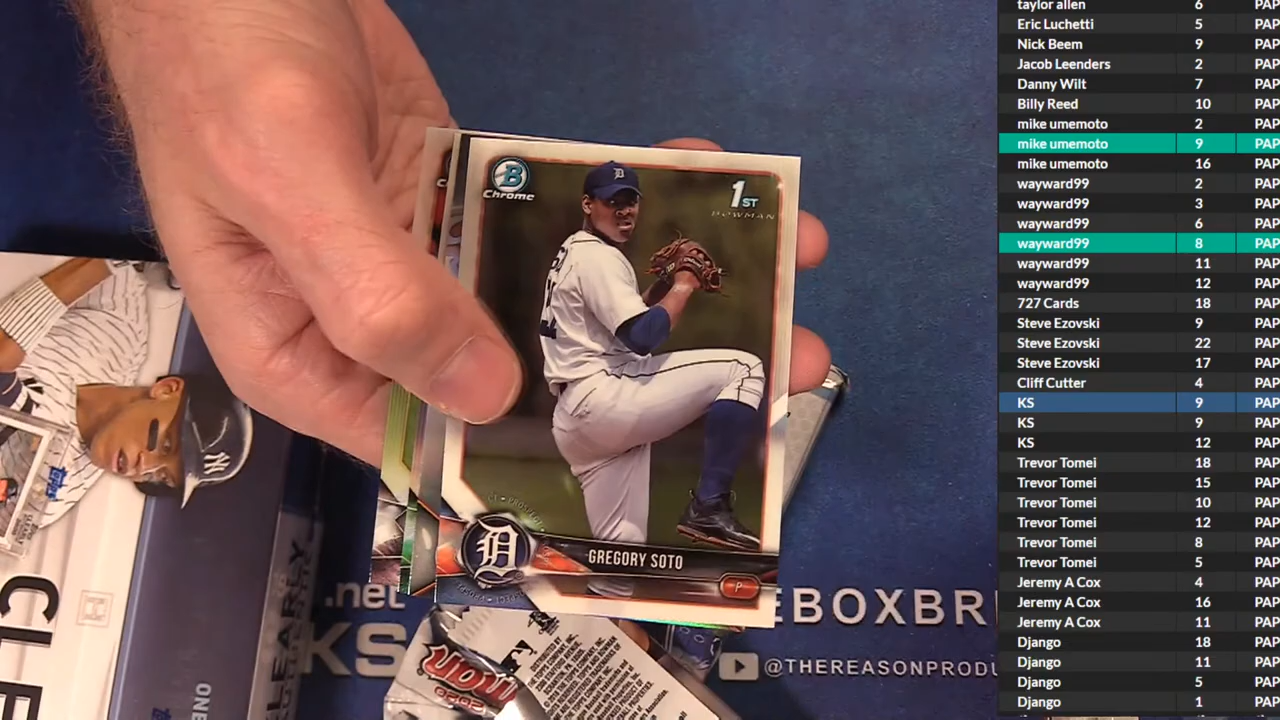 B
Chrome
1ST
BOWMAN
D
GREGORY SOTO
P
.net
KS
EBOXBR
@THEREASONPRODU
topps
CLE
CLEARLY
ONE
2020
taylor allen 6 PAP
Eric Luchetti 5 PAP
Nick Beem 9 PAP
Jacob Leenders 2 PAP
Danny Wilt 7 PAP
Billy Reed 10 PAP
mike umemoto 2 PAP
mike umemoto 9 PAP
mike umemoto 16 PAP
wayward99 2 PAP
wayward99 3 PAP
wayward99 6 PAP
wayward99 8 PAP
wayward99 11 PAP
wayward99 12 PAP
727 Cards 18 PAP
Steve Ezovski 9 PAP
Steve Ezovski 22 PAP
Steve Ezovski 17 PAP
Cliff Cutter 4 PAP
KS 9 PAP
KS 9 PAP
KS 12 PAP
Trevor Tomei 18 PAP
Trevor Tomei 15 PAP
Trevor Tomei 10 PAP
Trevor Tomei 12 PAP
Trevor Tomei 8 PAP
Trevor Tomei 5 PAP
Jeremy A Cox 4 PAP
Jeremy A Cox 16 PAP
Jeremy A Cox 11 PAP
Django 18 PAP
Django 11 PAP
Django 5 PAP
Django 1 PAP